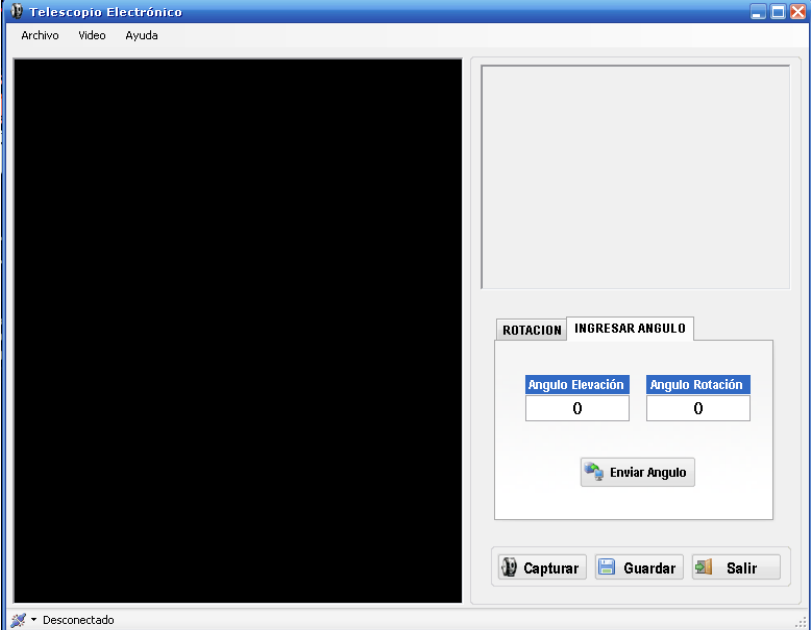 Telescopio Electrónico
Archivo Video Ayuda
ROTACION INGRESAR ANGULO
Angulo Elevación Angulo Rotación
0 0
Enviar Angulo
Capturar Guardar Salir
Desconectado